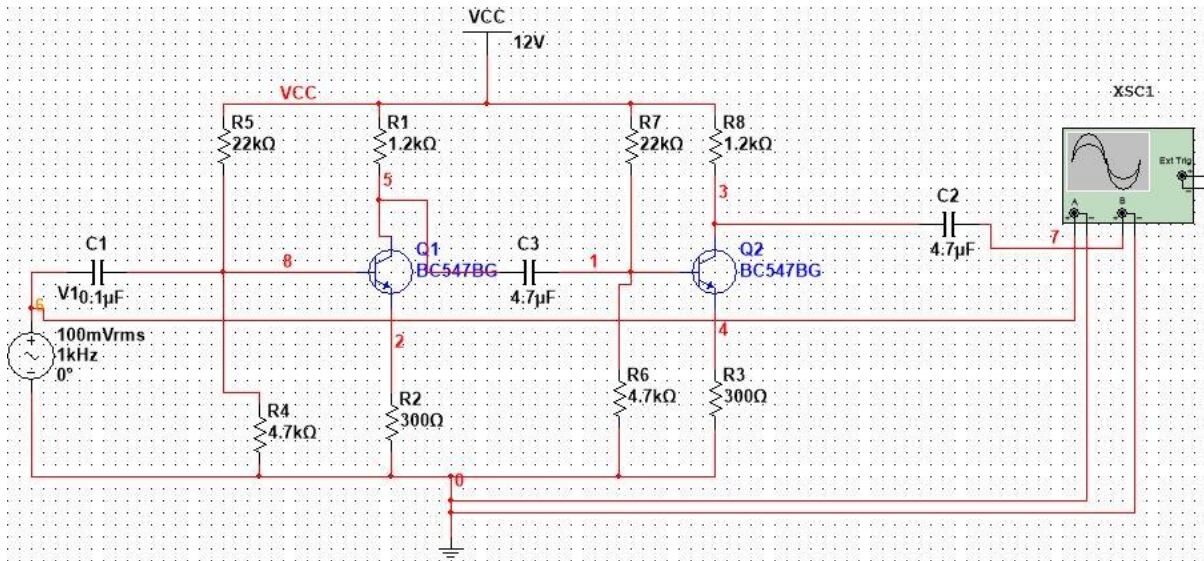 VCC
12V
VCC
XSC1
R5
22kΩ
R1
1.2kΩ
R7
22kΩ
R8
1.2kΩ
Ext Trig
+
-
A
B
+
-
+
-
5
3
C2
4.7µF
7
C1
0.1µF
8
Q1
BC547BG
C3
4.7µF
1
Q2
BC547BG
6
V1
100mVrms
1kHz
0°
+
2
4
R4
4.7kΩ
R2
300Ω
R6
4.7kΩ
R3
300Ω
0